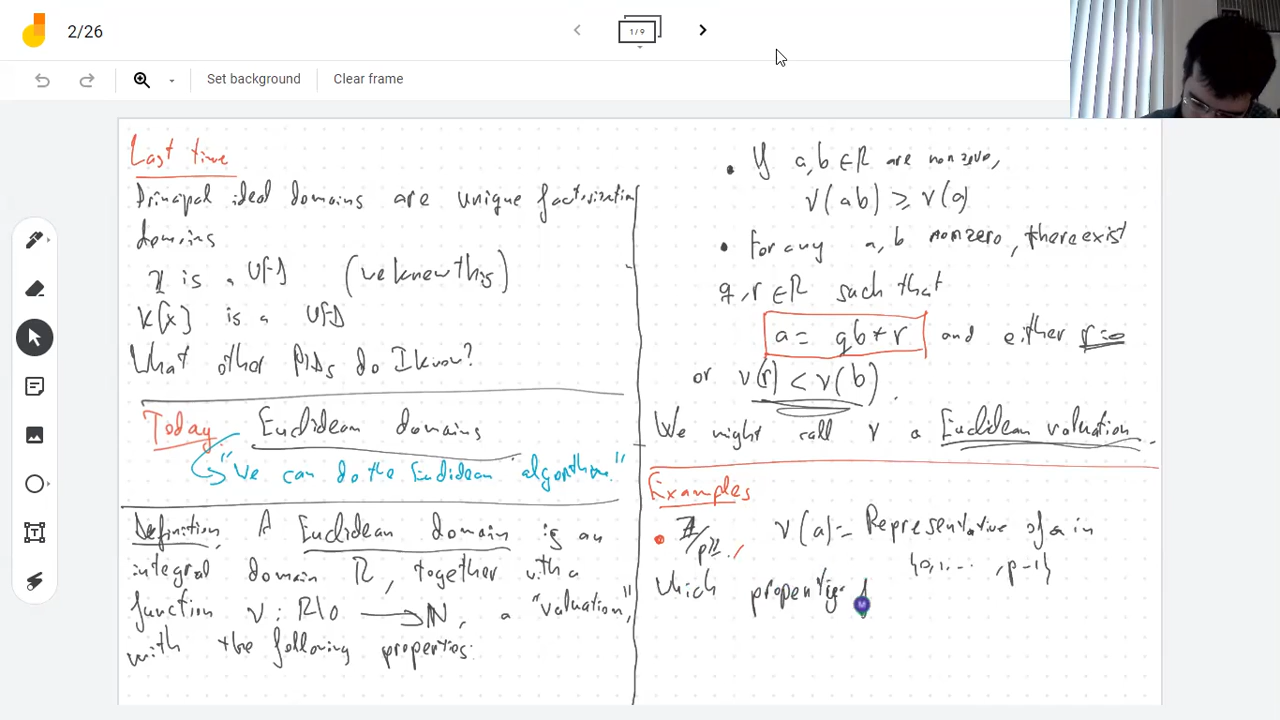 2/26
1/9
Set background
Clear frame
Last time
Principal ideal domains are unique factorization
domains
ℤ is a UFD (we knew this)
K[x] is a UFD
What other PIDs do I know?
Today Euclidean domains
"We can do the Euclidean algorithm."
Definition A Euclidean domain is an
integral domain R, together with a
function ν: R\0 → ℕ, a "valuation,"
with the following properties:
• If a, b ∈ R are nonzero,
ν(ab) ≥ ν(a)
• For any a, b nonzero, there exist
q, r ∈ R such that
a = qb + r and either r=0
or ν(r) < ν(b).
We might call ν a Euclidean valuation.
Examples
• ℤ/pℤ ν(a) = Representative of a in
{0,1,... ,p-1}
Which
M